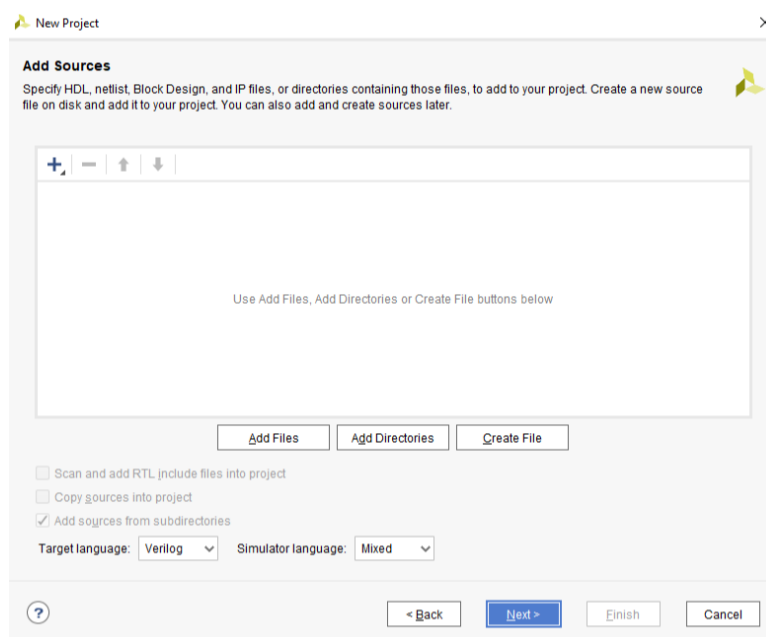 New Project
Add Sources
Specify HDL, netlist, Block Design, and IP files, or directories containing those files, to add to your project. Create a new source
file on disk and add it to your project. You can also add and create sources later.
Use Add Files, Add Directories or Create File buttons below
Add Files Add Directories Create File
Scan and add RTL include files into project
Copy sources into project
Add sources from subdirectories
Target language: Verilog Simulator language: Mixed
? < Back Next > Finish Cancel